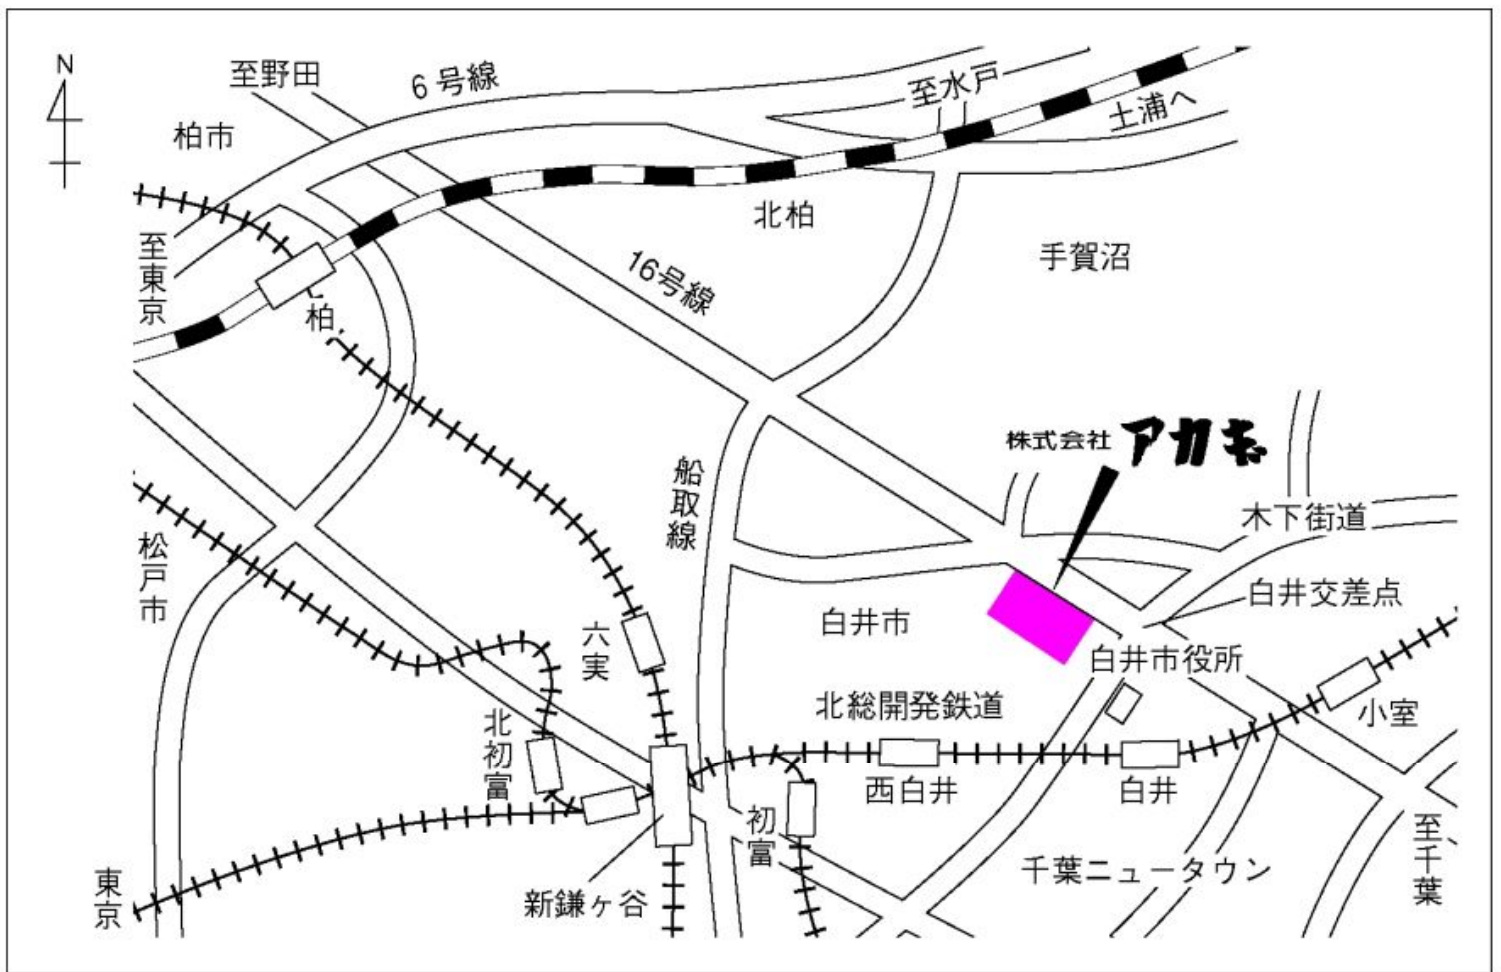 N
至野田
6号線
至水戸
土浦へ
柏市
北柏
至東京
手賀沼
16号線
柏
株式会社 アカギ
船取線
木下街道
松戸市
白井交差点
白井市
六実
白井市役所
北総開発鉄道
小室
北初富
西白井
白井
初富
至千葉
千葉ニュータウン
東京
新鎌ヶ谷